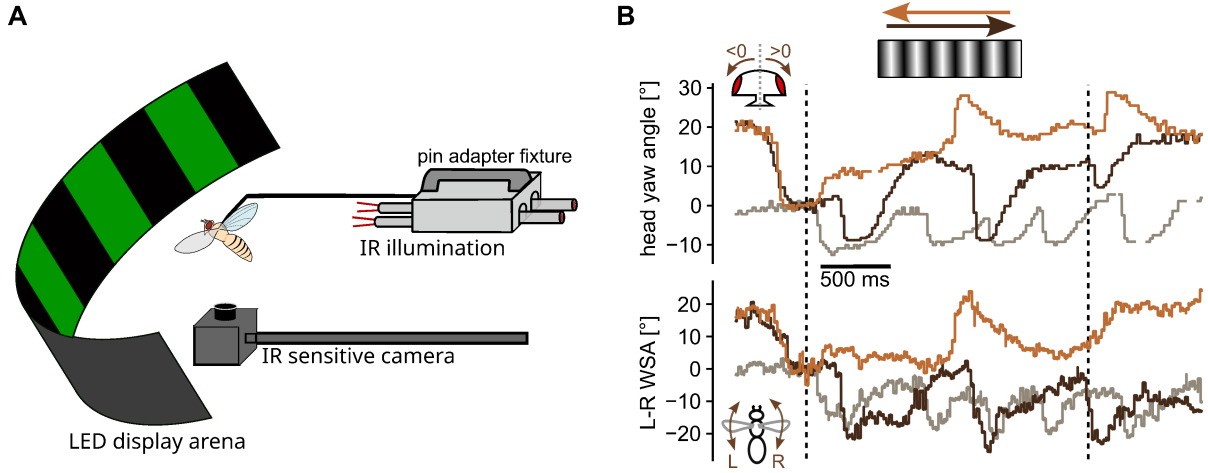 A
pin adapter fixture
IR illumination
IR sensitive camera
LED display arena
B
<0 >0
head yaw angle [°]
30
20
10
0
−10
500 ms
L-R WSA [°]
20
10
0
−10
−20
L R